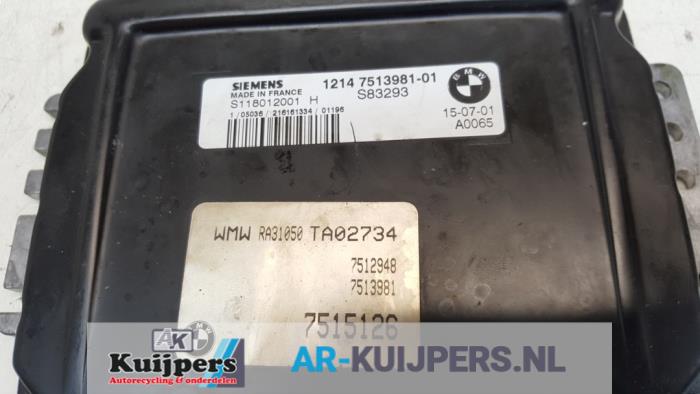 SIEMENS
1214 7513981-01
BMW
MADE IN FRANCE
S118012001 H
S83293
1 / 05036 / 216161334 / 01196
15-07-01
A0065
WMW RA31050 TA02734
7512948
7513981
7515126
AK
Kuijpers
Autorecycling & onderdelen
AR-KUIJPERS.NL